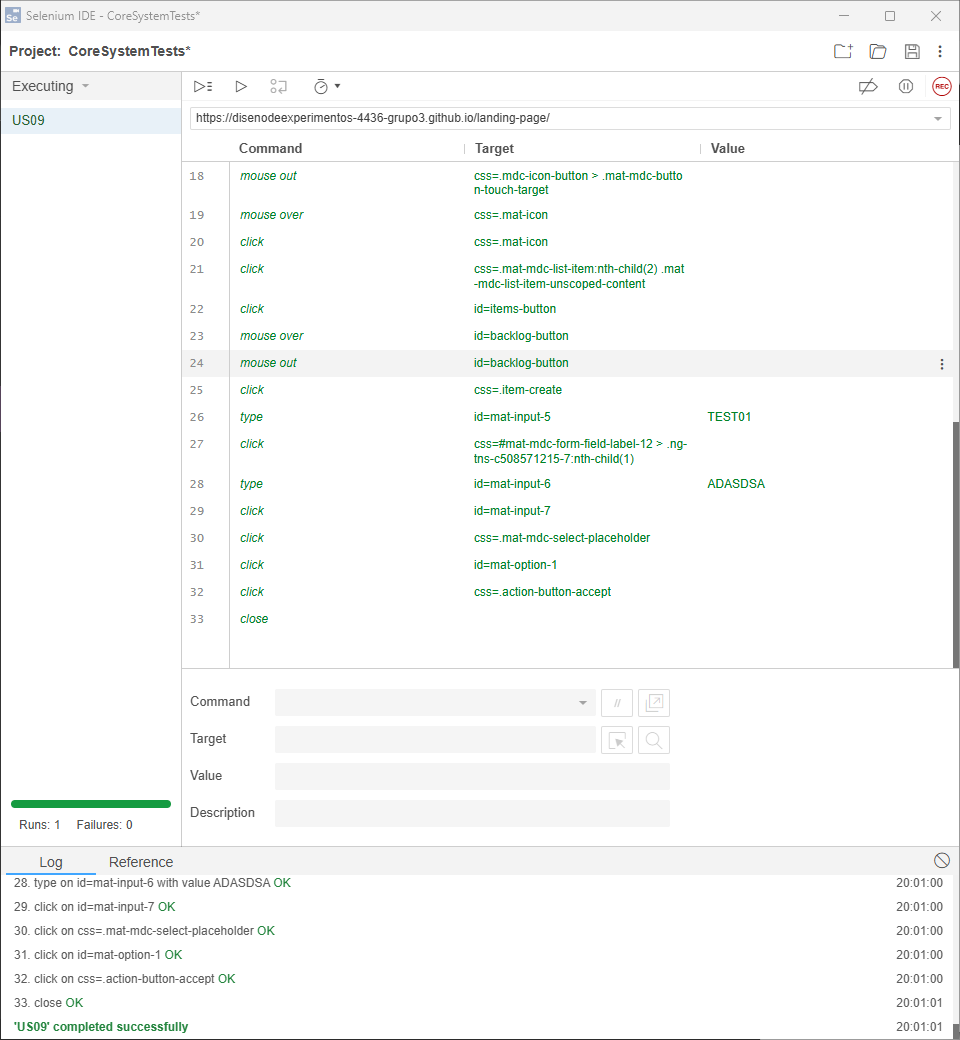 Selenium IDE - CoreSystemTests*
Project: CoreSystemTests*
Executing
REC
US09
https://disenodeexperimentos-4436-grupo3.github.io/landing-page/
Command Target Value
18 mouse out css=.mdc-icon-button > .mat-mdc-butto
n-touch-target
19 mouse over css=.mat-icon
20 click css=.mat-icon
21 click css=.mat-mdc-list-item:nth-child(2) .mat
-mdc-list-item-unscoped-content
22 click id=items-button
23 mouse over id=backlog-button
24 mouse out id=backlog-button
25 click css=.item-create
26 type id=mat-input-5 TEST01
27 click css=#mat-mdc-form-field-label-12 > .ng-
tns-c508571215-7:nth-child(1)
28 type id=mat-input-6 ADASDSA
29 click id=mat-input-7
30 click css=.mat-mdc-select-placeholder
31 click id=mat-option-1
32 click css=.action-button-accept
33 close
Command //
Target
Value
Description
Runs: 1 Failures: 0
Log Reference
28. type on id=mat-input-6 with value ADASDSA OK 20:01:00
29. click on id=mat-input-7 OK 20:01:00
30. click on css=.mat-mdc-select-placeholder OK 20:01:00
31. click on id=mat-option-1 OK 20:01:00
32. click on css=.action-button-accept OK 20:01:00
33. close OK 20:01:01
'US09' completed successfully 20:01:01